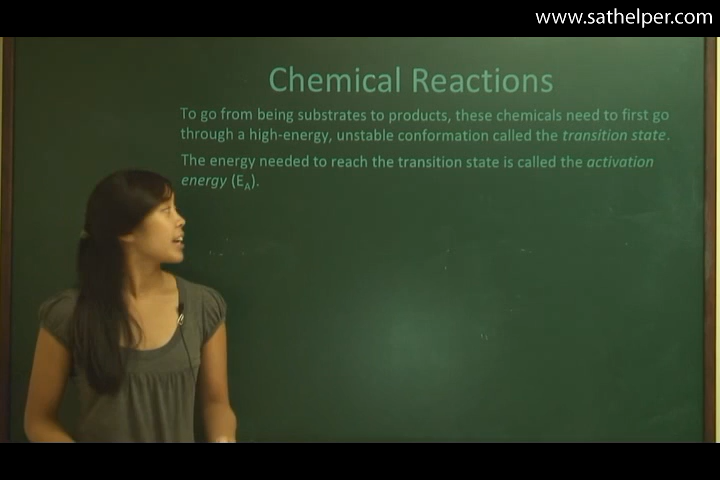 www.sathelper.com
Chemical Reactions
To go from being substrates to products, these chemicals need to first go
through a high-energy, unstable conformation called the transition state.
The energy needed to reach the transition state is called the activation
energy (EA).